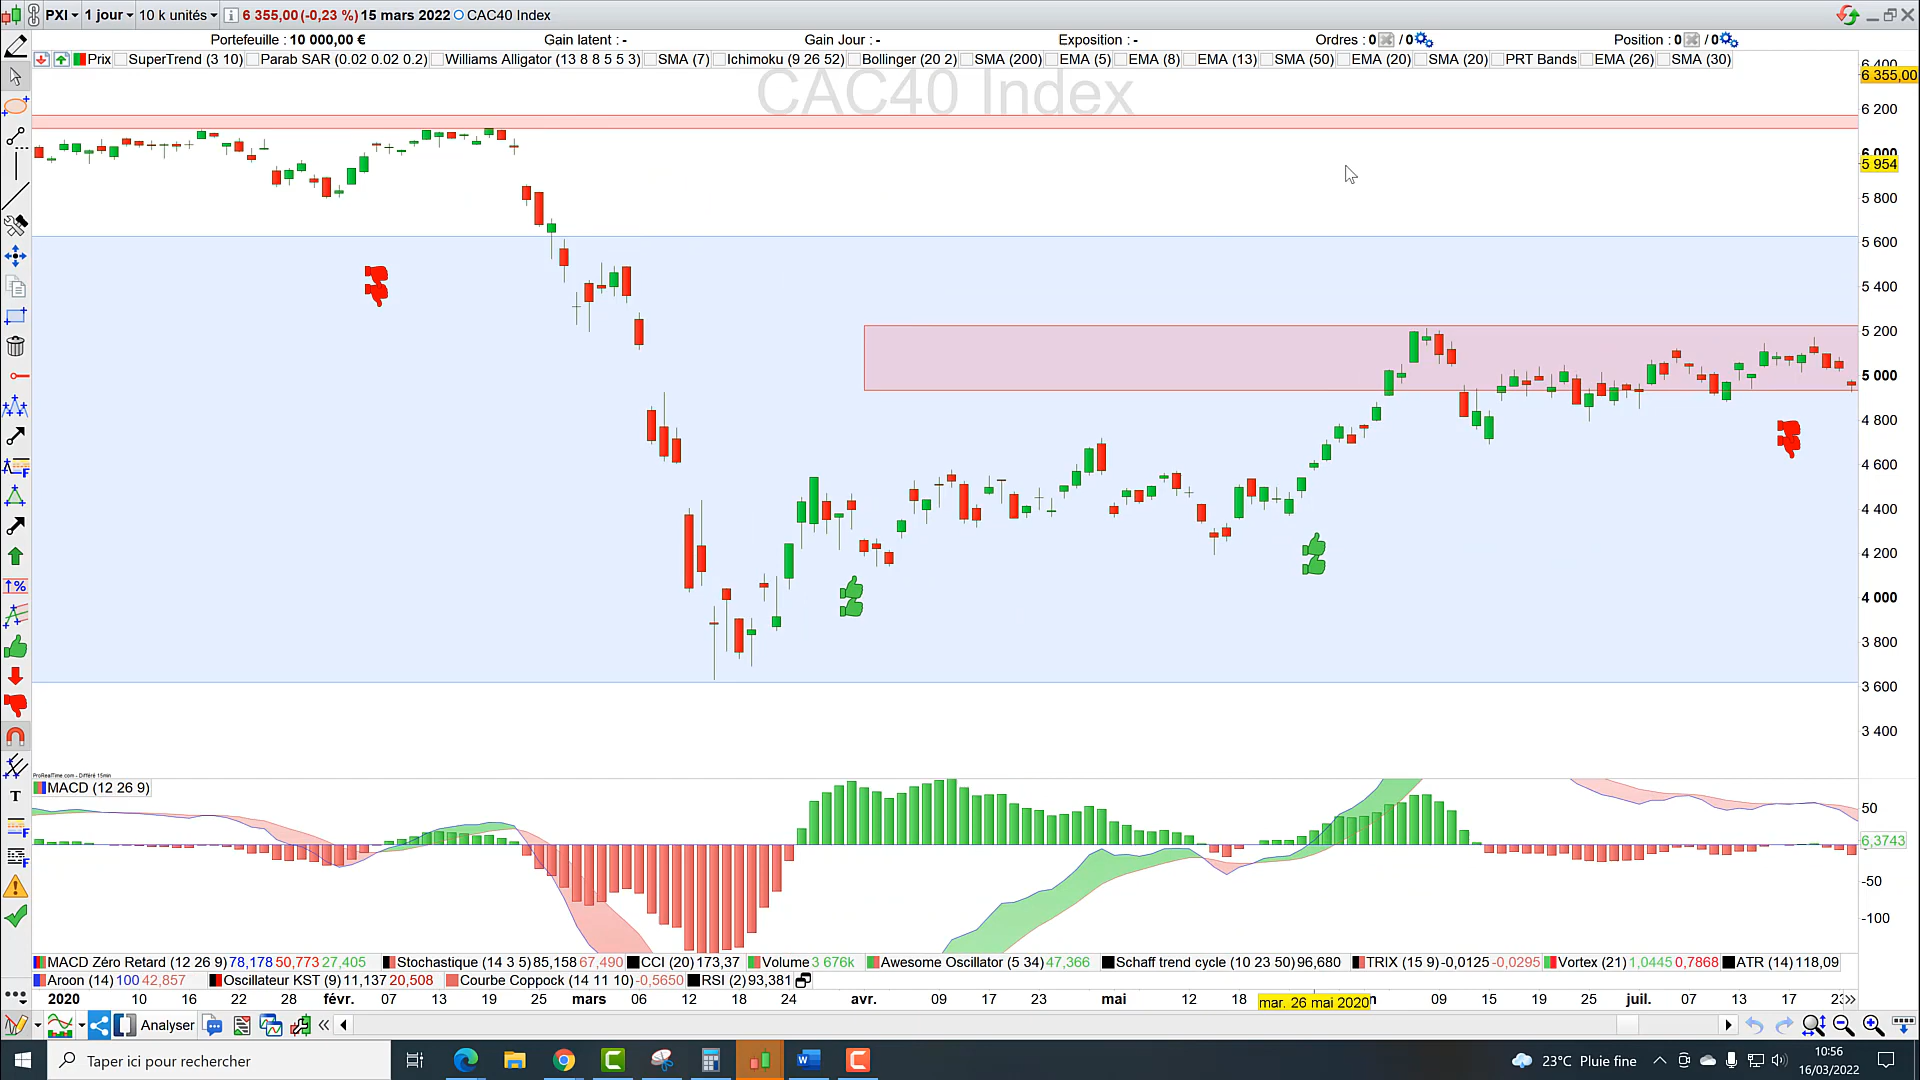 PXI 1 jour 10 k unités 6 355,00 (-0,23 %) 15 mars 2022 CAC40 Index
Portefeuille : 10 000,00 € Gain latent : - Gain Jour : - Exposition : - Ordres : 0 / 0 Position : 0 / 0
Prix SuperTrend (3 10) Parab SAR (0.02 0.02 0.2) Williams Alligator (13 8 8 5 5 3) SMA (7) Ichimoku (9 26 52) Bollinger (20 2) SMA (200) EMA (5) EMA (8) EMA (13) SMA (50) EMA (20) SMA (20) PRT Bands EMA (26) SMA (30)
CAC40 Index
6 400
6 355,00
6 200
6 000
5 954
5 800
5 600
5 400
5 200
5 000
4 800
4 600
4 400
4 200
4 000
3 800
3 600
3 400
ProRealTime.com - Différé 15min
MACD (12 26 9)
50
6,3743
-50
-100
MACD Zéro Retard (12 26 9) 78,178 50,773 27,405 Stochastique (14 3 5) 85,158 67,490 CCI (20) 173,37 Volume 3 676k Awesome Oscillator (5 34) 47,366 Schaff trend cycle (10 23 50) 96,680 TRIX (15 9) -0,0125 -0,0295 Vortex (21) 1,0445 0,7868 ATR (14) 118,09
Aroon (14) 100 42,857 Oscillateur KST (9) 11,137 20,508 Courbe Coppock (14 11 10) -0,5650 RSI (2) 93,381
2020 10 16 22 28 févr. 07 13 19 25 mars 06 12 18 24 avr. 09 17 23 mai 12 18 mar. 26 mai 2020 09 15 19 25 juil. 07 13 17 23
Analyser
Taper ici pour rechercher
23°C Pluie fine
10:56
16/03/2022